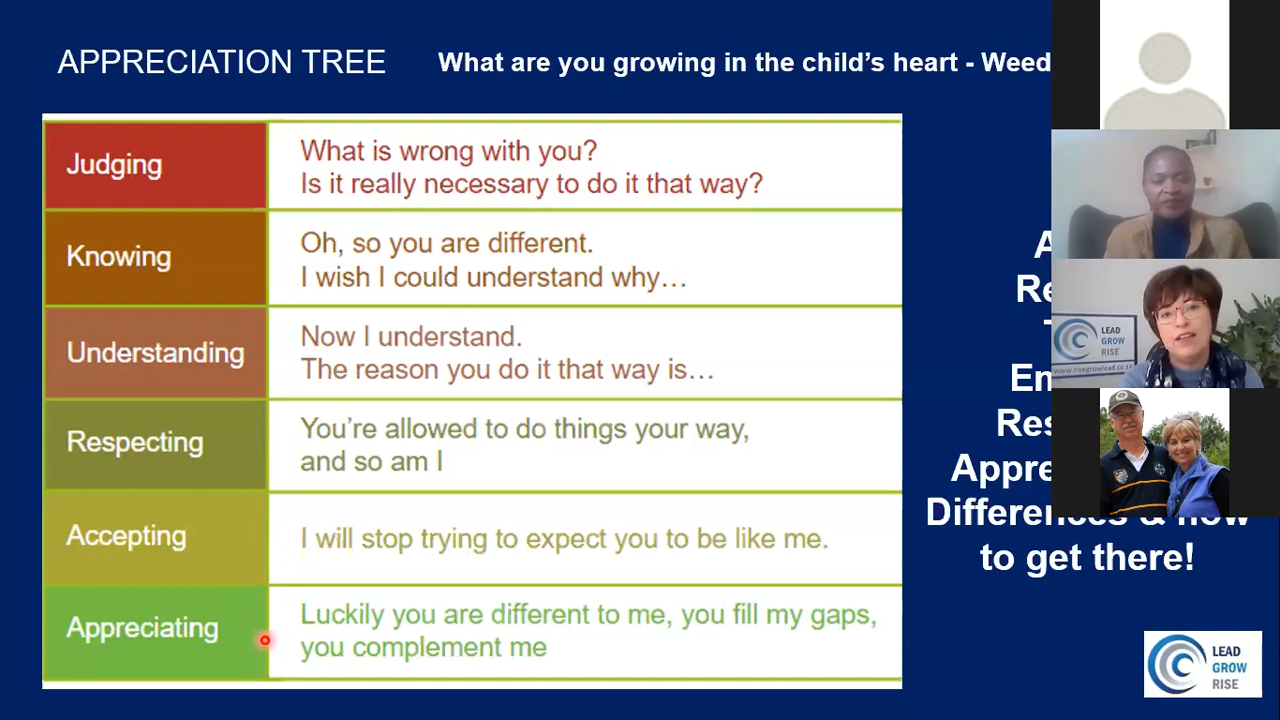 APPRECIATION TREE
What are you growing in the child's heart - Weed
Judging
What is wrong with you?
Is it really necessary to do it that way?
Knowing
Oh, so you are different.
I wish I could understand why…
Understanding
Now I understand.
The reason you do it that way is…
Respecting
You're allowed to do things your way,
and so am I
Accepting
I will stop trying to expect you to be like me.
Appreciating
Luckily you are different to me, you fill my gaps,
you complement me
Differences & how
to get there!
LEAD
GROW
RISE
LEAD
GROW
RISE